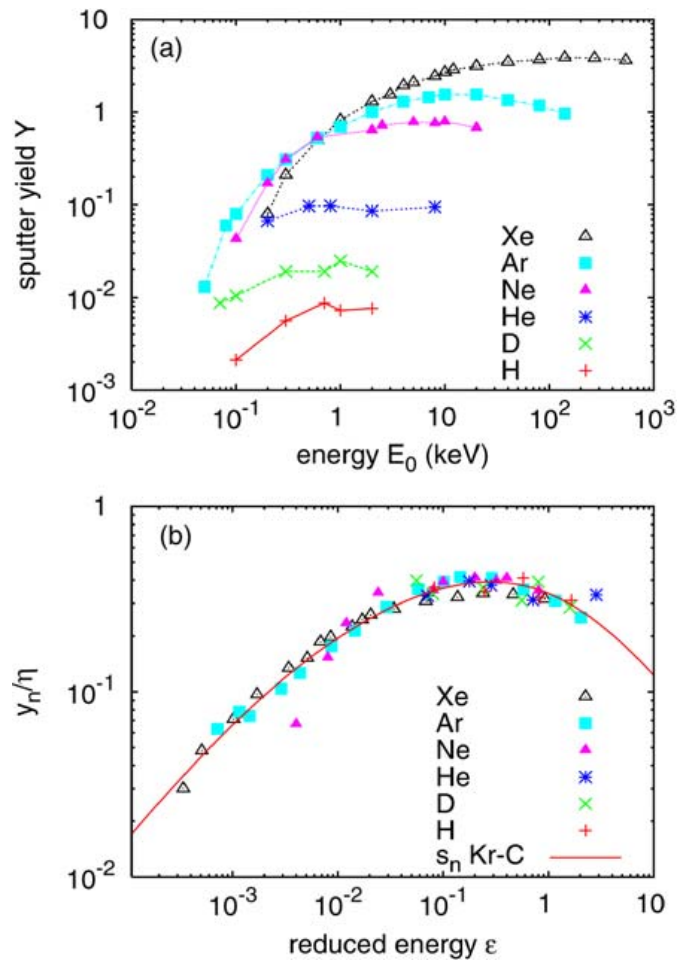 (a)
sputter yield Y
10
1
10⁻¹
10⁻²
10⁻³
Xe
Ar
Ne
He
D
H
10⁻² 10⁻¹ 1 10 10² 10³
energy E₀ (keV)
(b)
yₙ/η
1
10⁻¹
10⁻²
Xe
Ar
Ne
He
D
H
sₙ Kr-C
10⁻³ 10⁻² 10⁻¹ 1 10
reduced energy ε